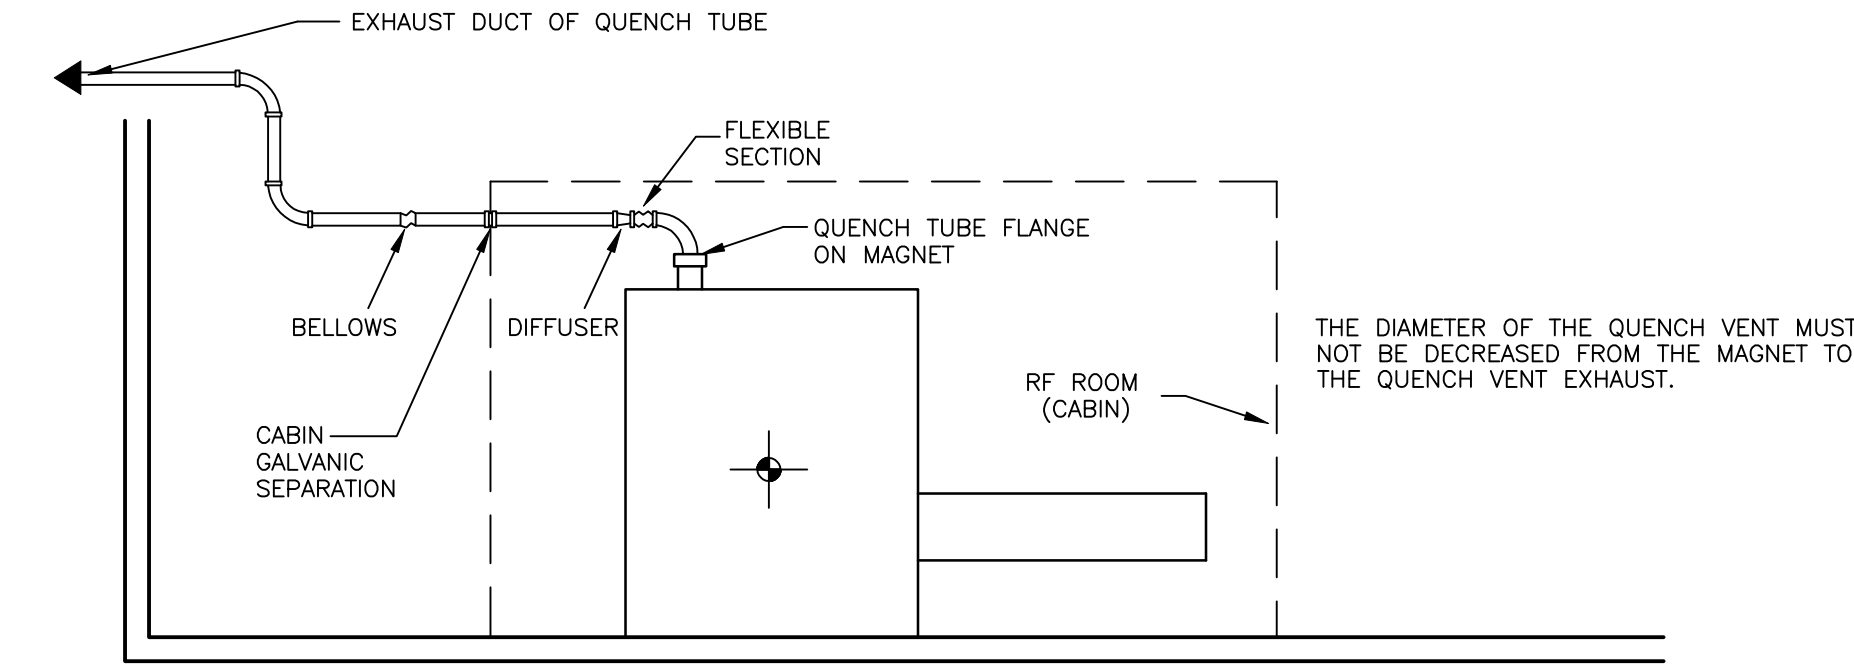 EXHAUST DUCT OF QUENCH TUBE
FLEXIBLE
SECTION
QUENCH TUBE FLANGE
ON MAGNET
BELLOWS
DIFFUSER
THE DIAMETER OF THE QUENCH VENT MUST
NOT BE DECREASED FROM THE MAGNET TO
THE QUENCH VENT EXHAUST.
RF ROOM
(CABIN)
CABIN
GALVANIC
SEPARATION